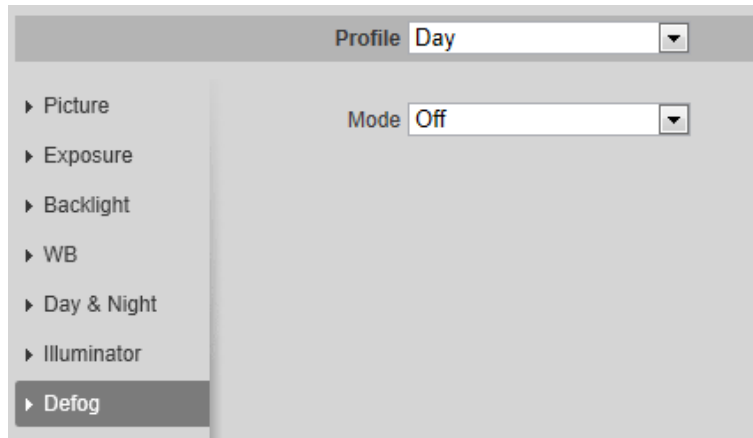 Profile Day
Mode Off
Picture
Exposure
Backlight
WB
Day & Night
Illuminator
Defog